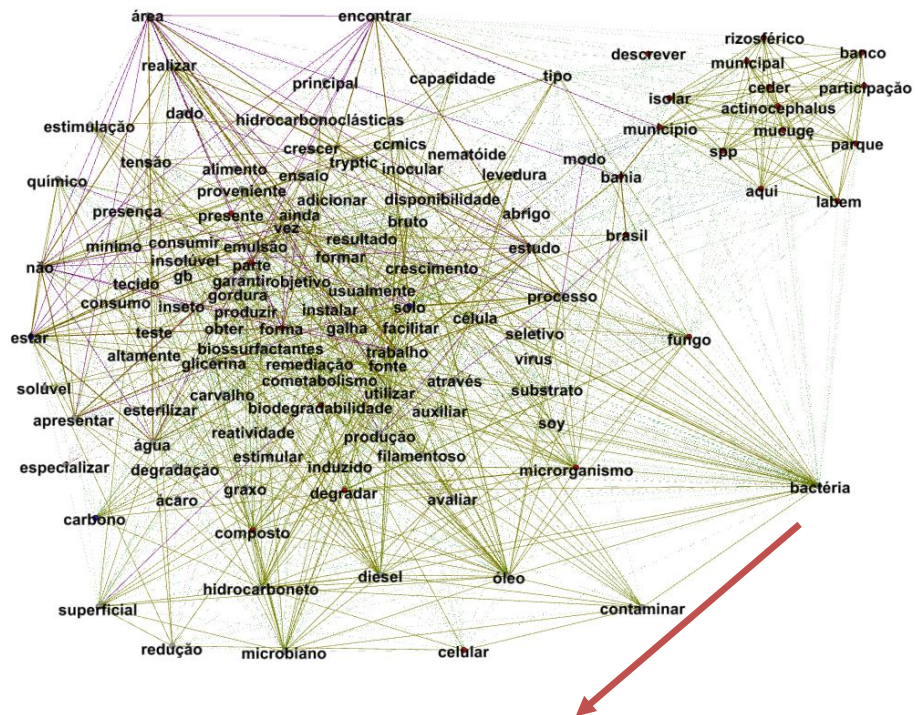 área
encontrar
rizosférico
descrever
banco
municipal
realizar
tipo
capacidade
principal
ceder
participação
isolar
actinocephalus
dado
hidrocarbonoclásticas
estimulação
município
mucugê
parque
ccmics
crescer
nematóide
spp
tensão
tryptic
modo
alimento
ensaio
inocular
levedura
bahia
químico
proveniente
aqui
adicionar
disponibilidade
labem
presença
presente
ainda
abrigo
bruto
vez
brasil
mínimo
consumir
emulsão
resultado
estudo
insolúvel
formar
não
parte
crescimento
gb
tecido
garantir
objetivo
usualmente
processo
gordura
consumo
inseto
produzir
instalar
solo
célula
estar
teste
obter
forma
galha
facilitar
seletivo
fungo
altamente
biossurfactantes
trabalho
vírus
glicerina
remediação
fonte
cometabolismo
através
solúvel
carvalho
utilizar
substrato
apresentar
esterilizar
biodegradabilidade
auxiliar
soy
reatividade
produção
água
estimular
filamentoso
especializar
degradação
induzido
microrganismo
bactéria
graxo
degradar
ácaro
avaliar
carbono
composto
diesel
óleo
hidrocarboneto
superficial
contaminar
redução
microbiano
celular